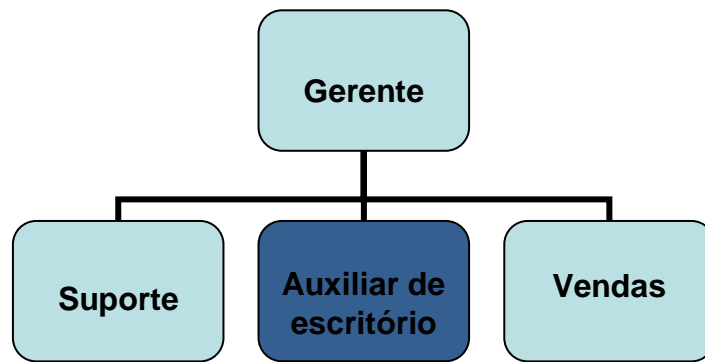 Gerente
Suporte
Auxiliar de
escritório
Vendas